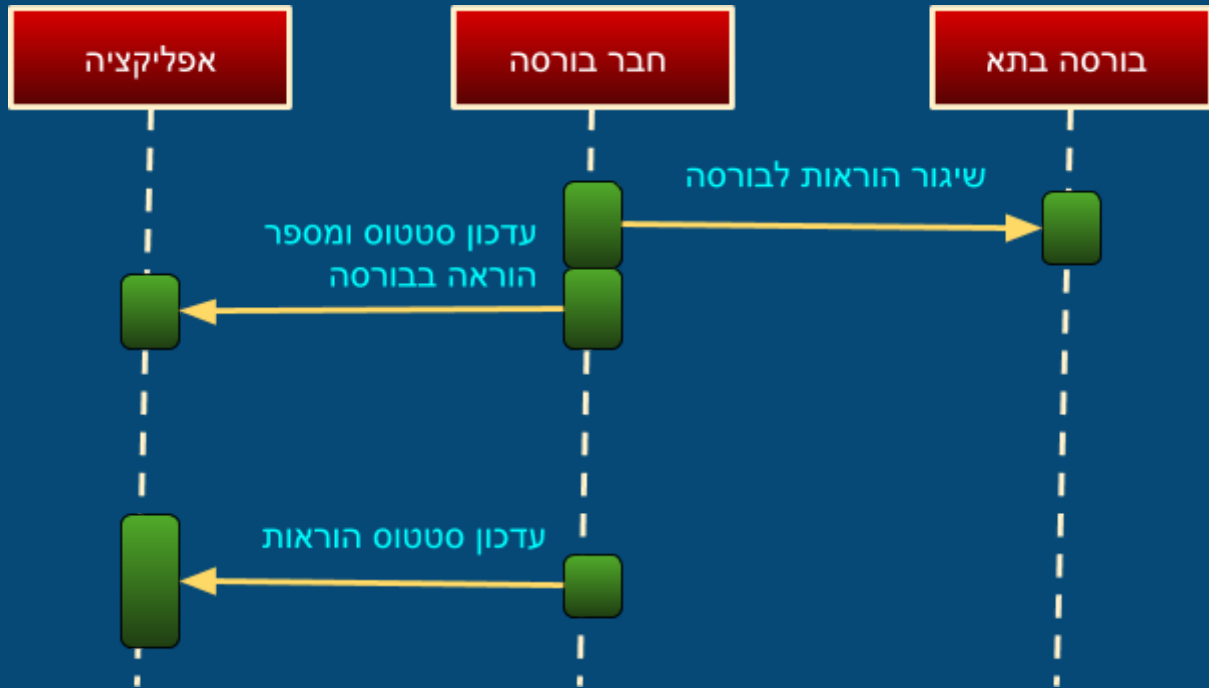 בורסה בתא
חבר בורסה
אפליקציה
שיגור הוראות לבורסה
עדכון סטטוס ומספר
הוראה בבורסה
עדכון סטטוס הוראות